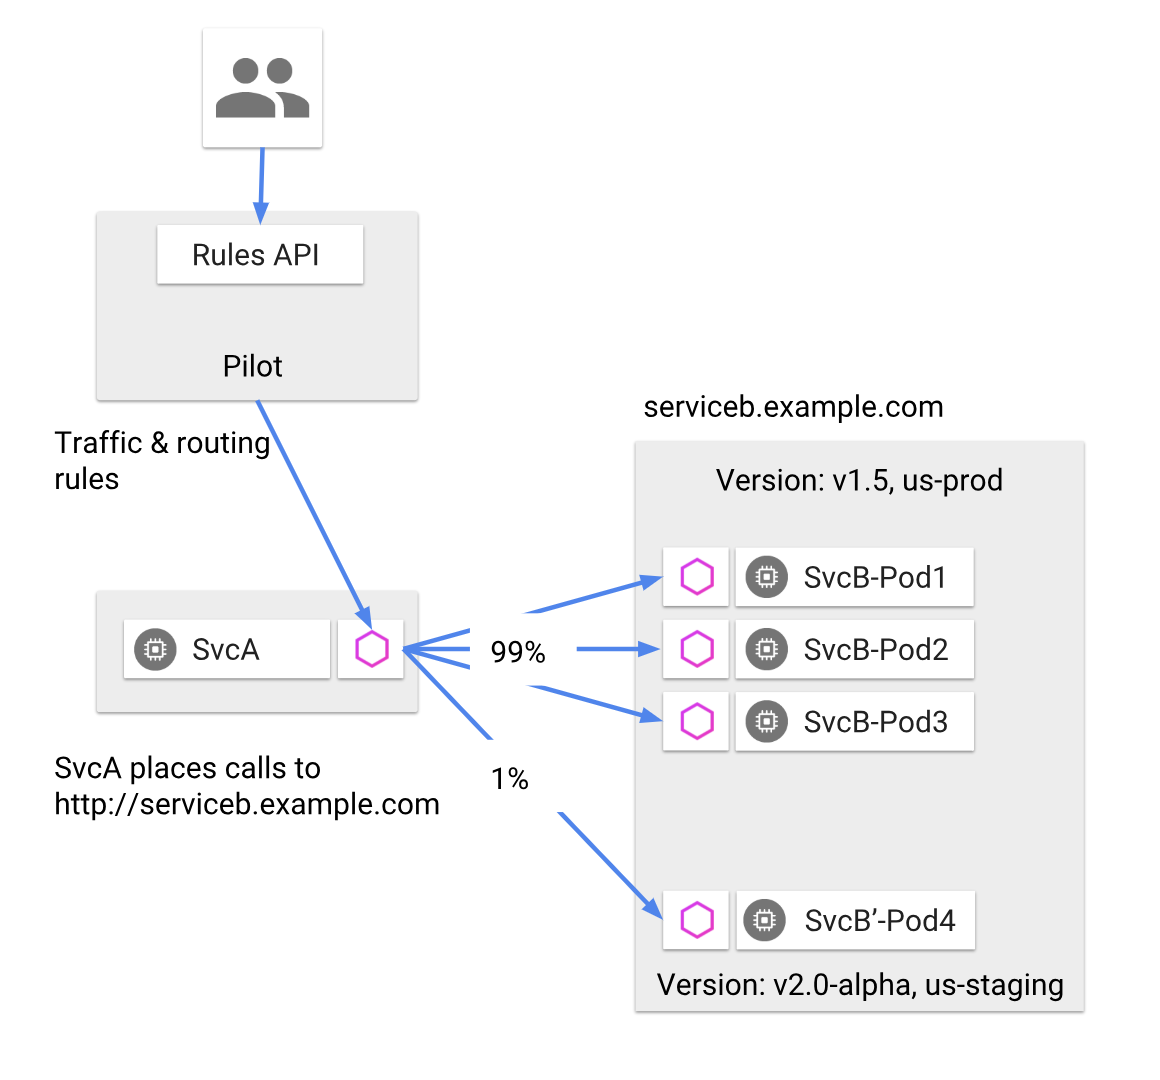 Rules API
Pilot
Traffic & routing
rules
serviceb.example.com
Version: v1.5, us-prod
SvcB-Pod1
SvcA
99%
SvcB-Pod2
SvcB-Pod3
SvcA places calls to
http://serviceb.example.com
1%
SvcB’-Pod4
Version: v2.0-alpha, us-staging